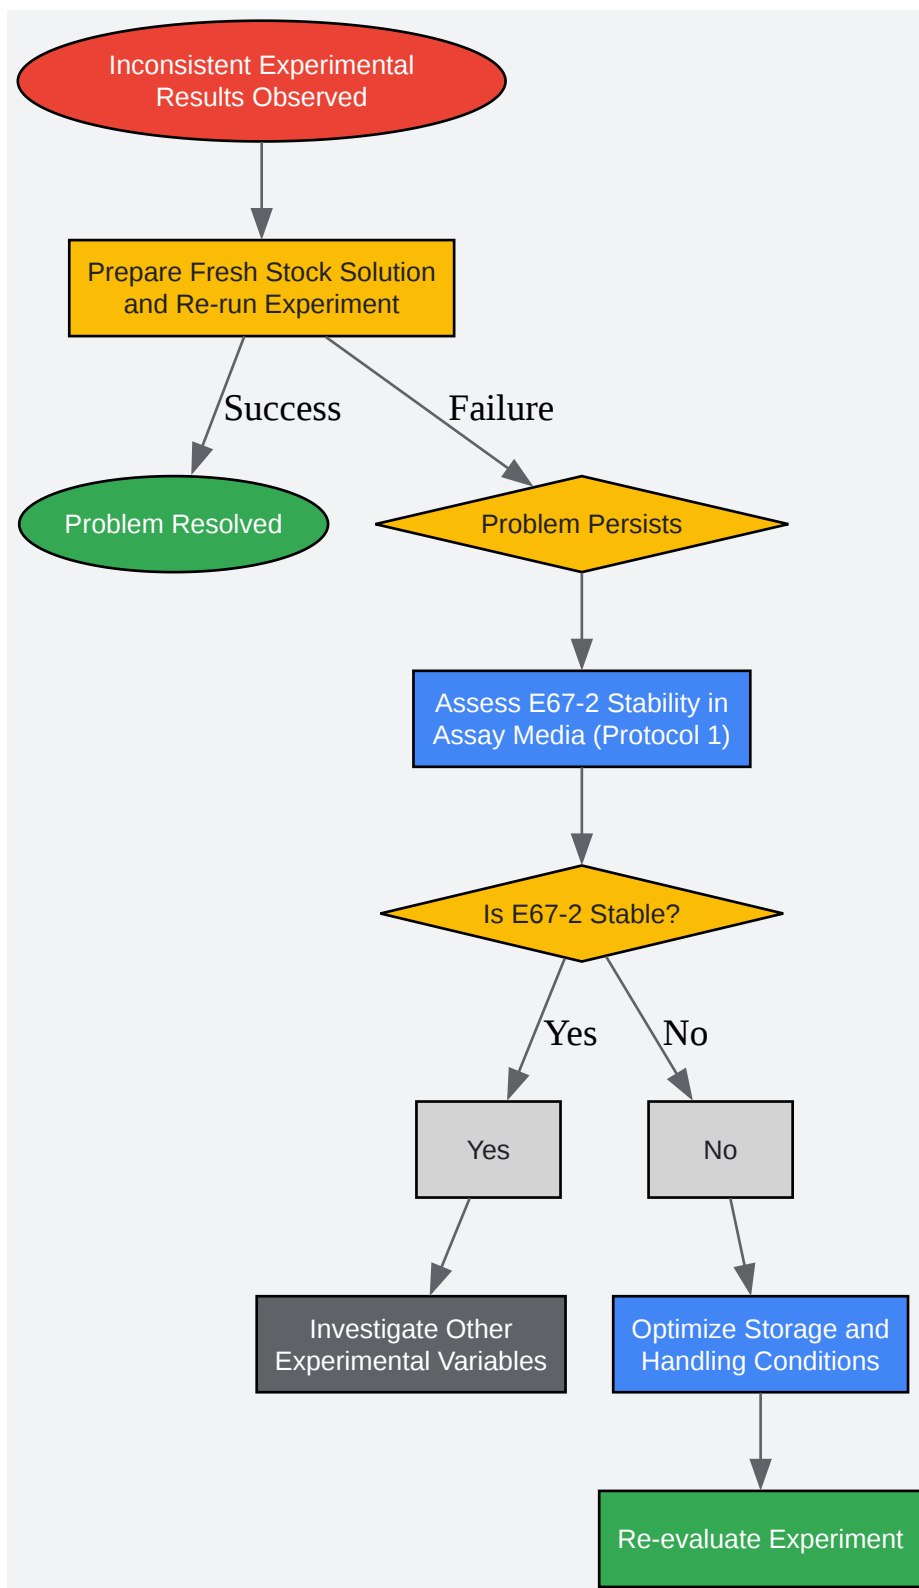 Inconsistent Experimental
Results Observed
Prepare Fresh Stock Solution
and Re-run Experiment
Success
Failure
Problem Resolved
Problem Persists
Assess E67-2 Stability in
Assay Media (Protocol 1)
Is E67-2 Stable?
Yes
No
Yes
No
Investigate Other
Experimental Variables
Optimize Storage and
Handling Conditions
Re-evaluate Experiment